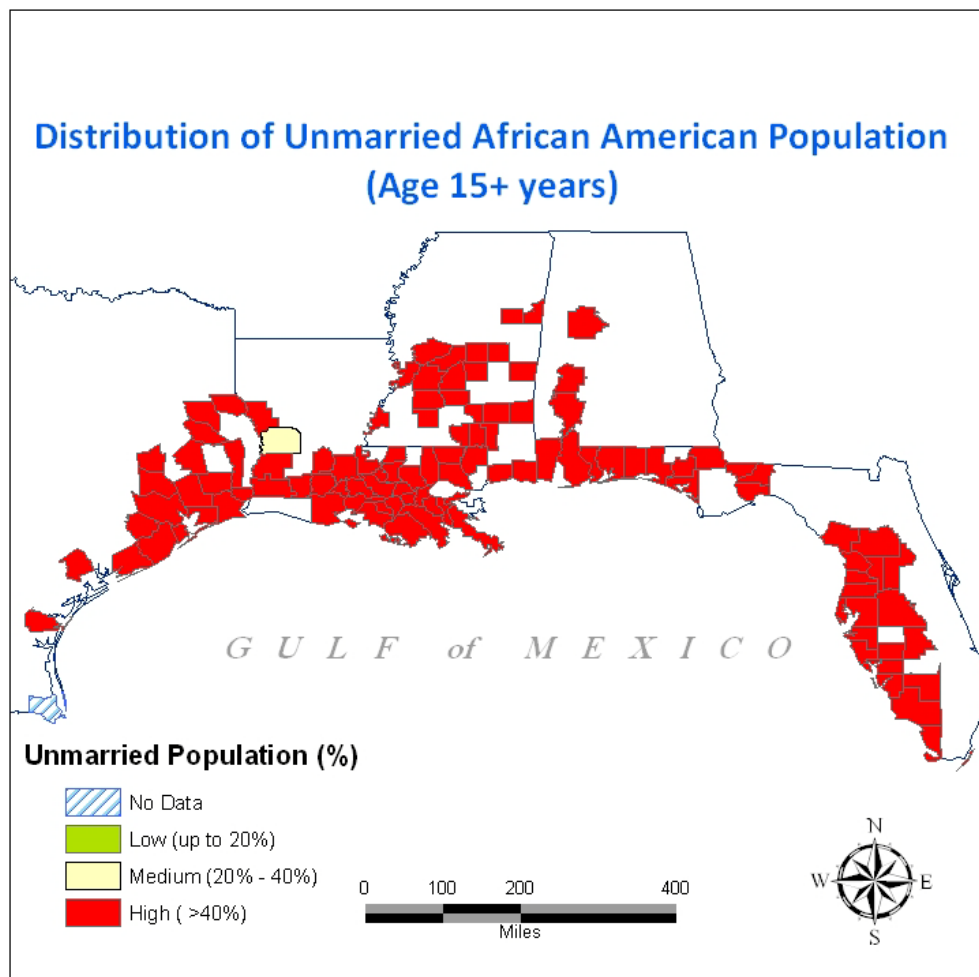 Distribution of Unmarried African American Population
(Age 15+ years)
GULF of MEXICO
Unmarried Population (%)
No Data
Low (up to 20%)
Medium (20% - 40%)
High ( >40%)
0 100 200 400
Miles
N
W E
S